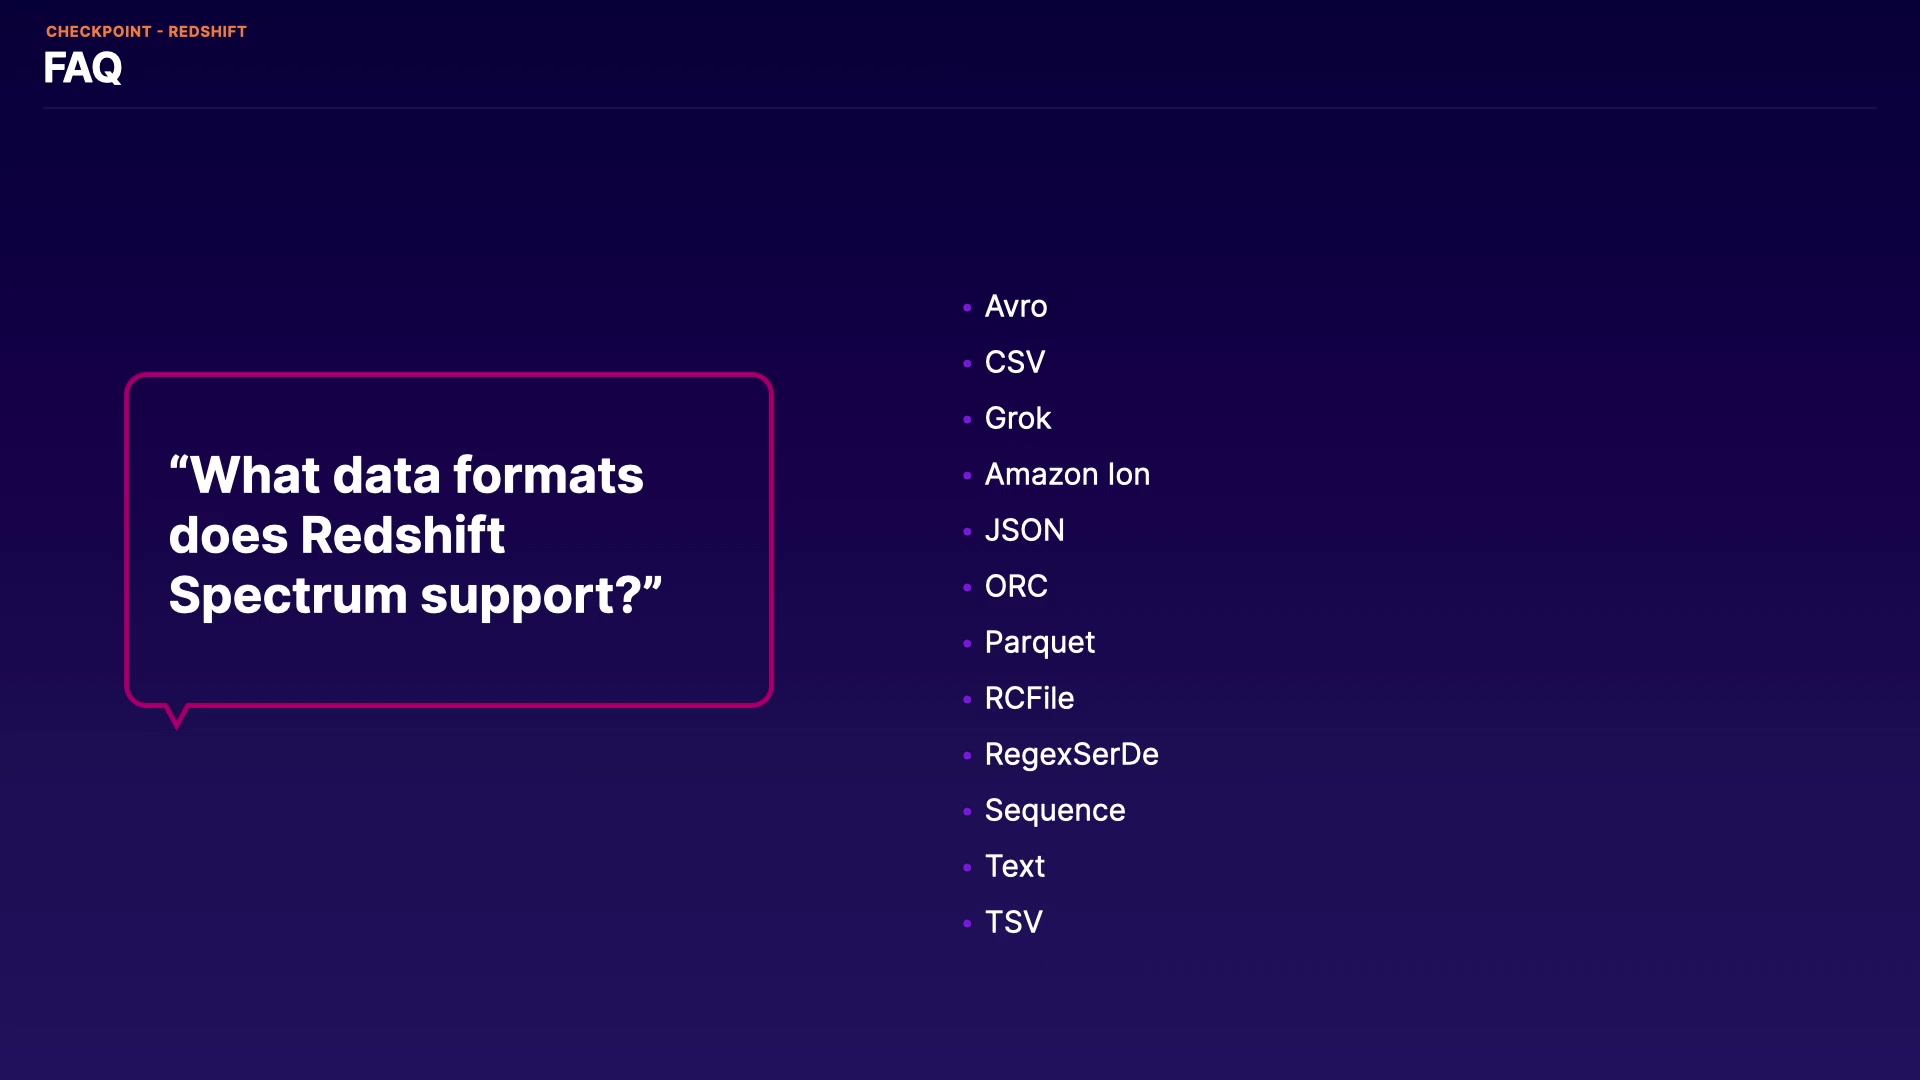 CHECKPOINT - REDSHIFT
FAQ
“What data formats
does Redshift
Spectrum support?”
• Avro
• CSV
• Grok
• Amazon Ion
• JSON
• ORC
• Parquet
• RCFile
• RegexSerDe
• Sequence
• Text
• TSV